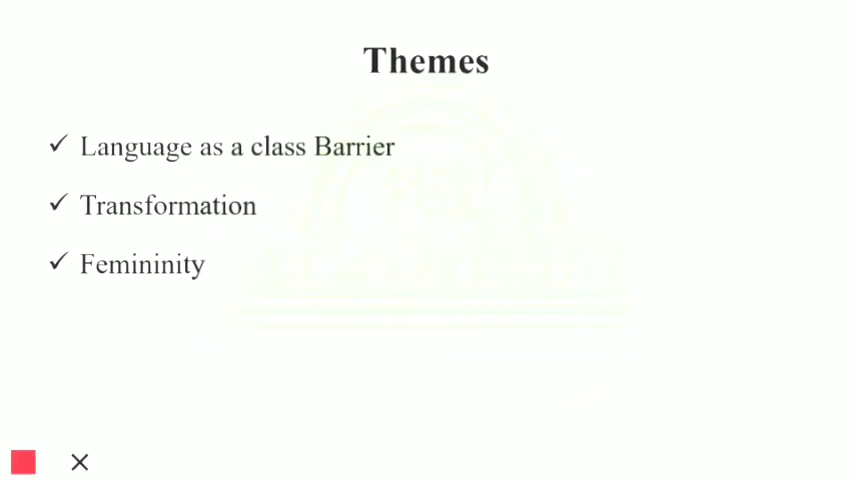 Themes
✓ Language as a class Barrier
✓ Transformation
✓ Femininity